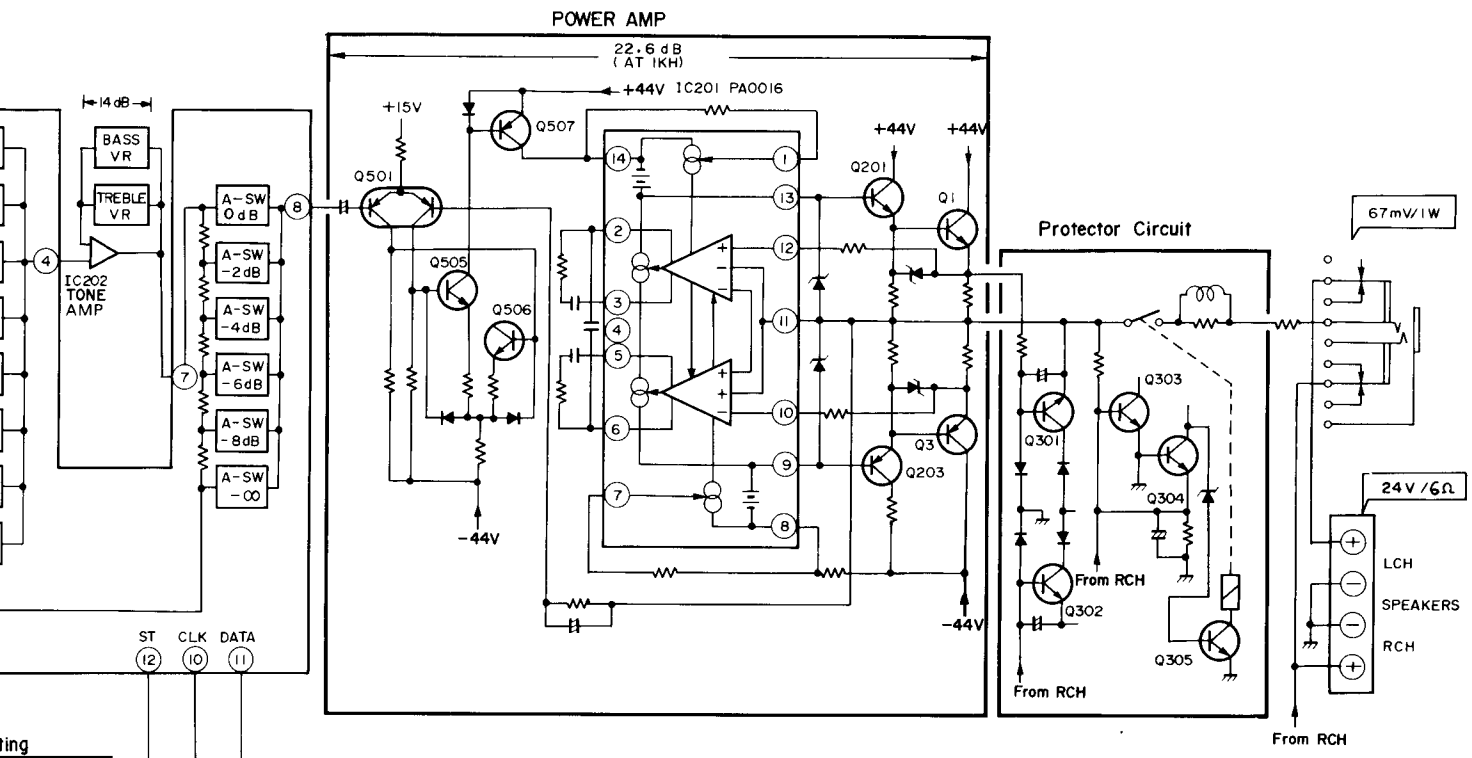 POWER AMP
22.6 dB
( AT 1KH)
14 dB
BASS
VR
TREBLE
VR
IC202
TONE
AMP
4
7
A-SW
0dB
A-SW
-2dB
A-SW
-4dB
A-SW
-6dB
A-SW
-8dB
A-SW
-∞
8
ST
CLK
DATA
12
10
11
ting
+15V
Q501
+44V
IC201 PA0016
Q507
Q505
Q506
-44V
14
1
13
2
12
3
4
11
5
6
10
9
7
8
+44V
+44V
Q201
Q1
Q3
Q203
-44V
Protector Circuit
Q303
Q301
Q304
From RCH
Q302
Q305
From RCH
67mV/1W
24V/6Ω
+
−
−
+
LCH
SPEAKERS
RCH
From RCH